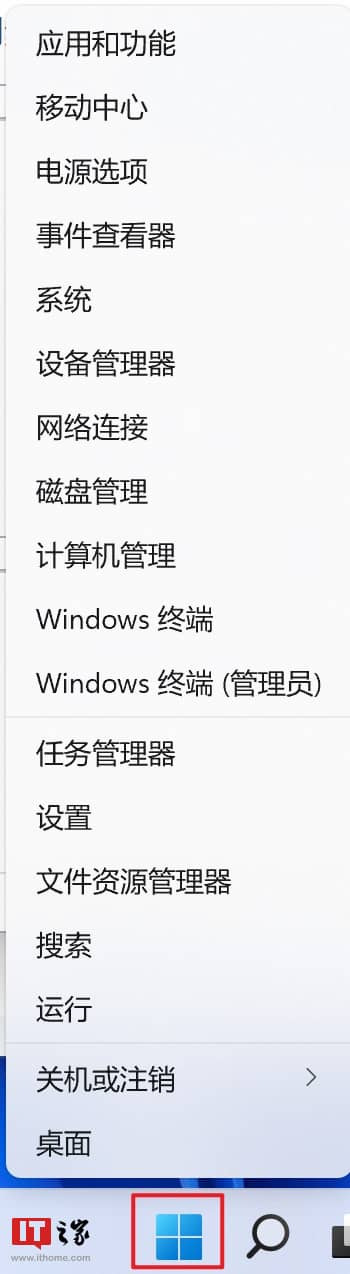 应用和功能
移动中心
电源选项
事件查看器
系统
设备管理器
网络连接
磁盘管理
计算机管理
Windows 终端
Windows 终端 (管理员)
任务管理器
设置
文件资源管理器
搜索
运行
关机或注销
桌面
IT之家
www.ithome.com